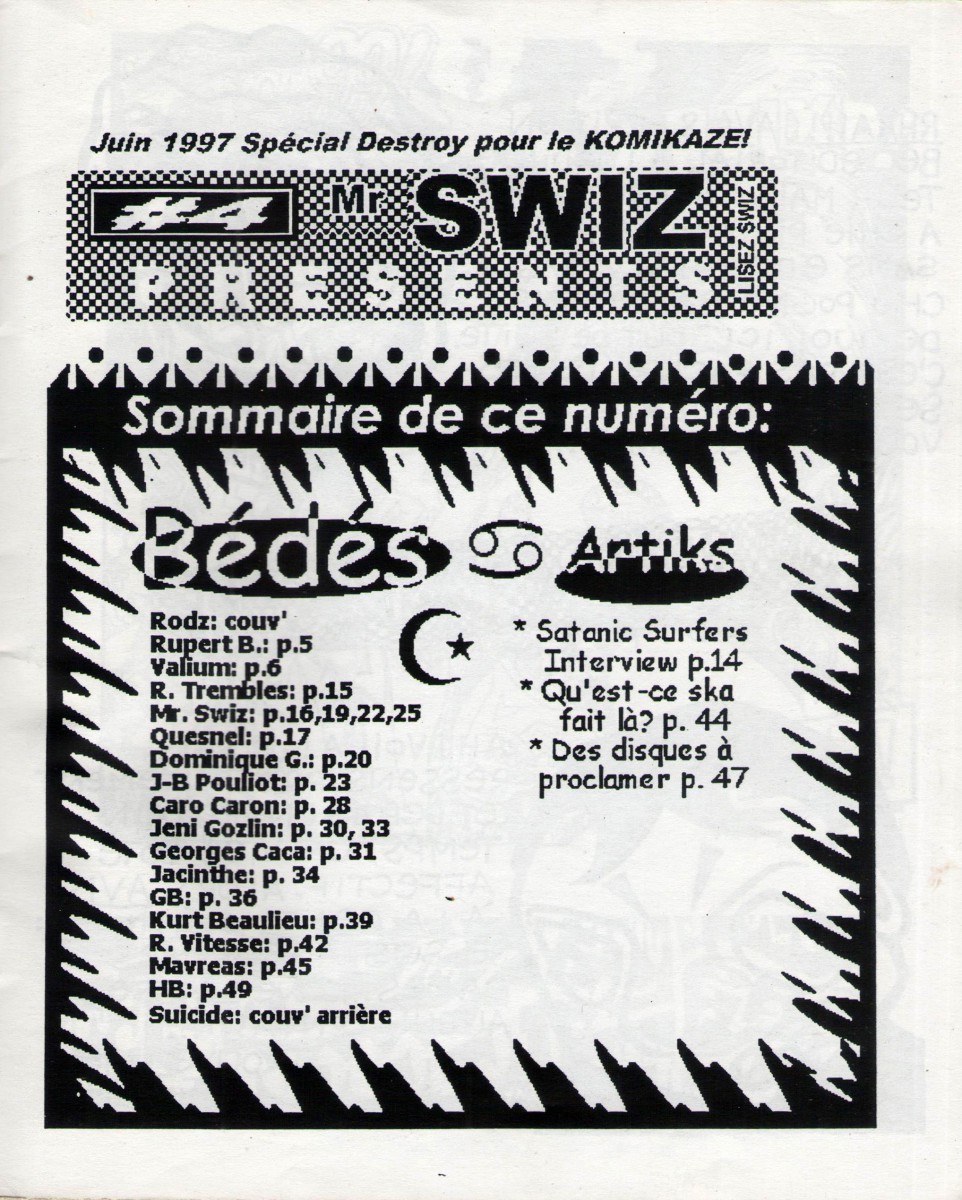 Juin 1997 Spécial Destroy pour le KOMIKAZE!
#4
Mr SWIZ
LISEZ SWIZ
PRESENTS
Sommaire de ce numéro:
Bédés
Rodz: couv'
Rupert B.: p.5
Valium: p.6
R. Trembles: p.15
Mr. Swiz: p.16,19,22,25
Quesnel: p.17
Dominique G.: p.20
J-B Pouliot: p. 23
Caro Caron: p. 28
Jeni Gozlin: p. 30, 33
Georges Caca: p. 31
Jacinthe: p. 34
GB: p. 36
Kurt Beaulieu: p.39
R. Vitesse: p.42
Mavreas: p.45
HB: p.49
Suicide: couv' arrière
Artiks
* Satanic Surfers
Interview p.14
* Qu'est-ce ska
fait là? p. 44
* Des disques à
proclamer p. 47